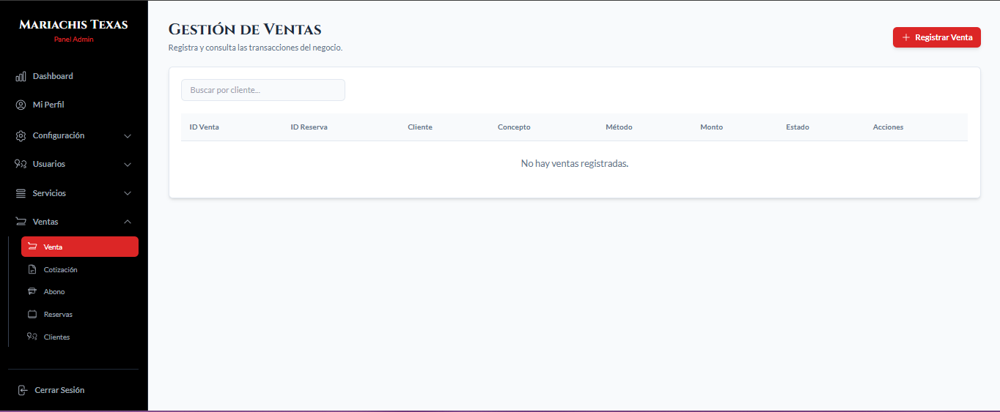 Mariachis Texas
Panel Admin
Dashboard
Mi Perfil
Configuración
Usuarios
Servicios
Ventas
Venta
Cotización
Abono
Reservas
Clientes
Cerrar Sesión
Gestión de Ventas
Registra y consulta las transacciones del negocio.
+ Registrar Venta
Buscar por cliente...
ID Venta ID Reserva Cliente Concepto Método Monto Estado Acciones
No hay ventas registradas.